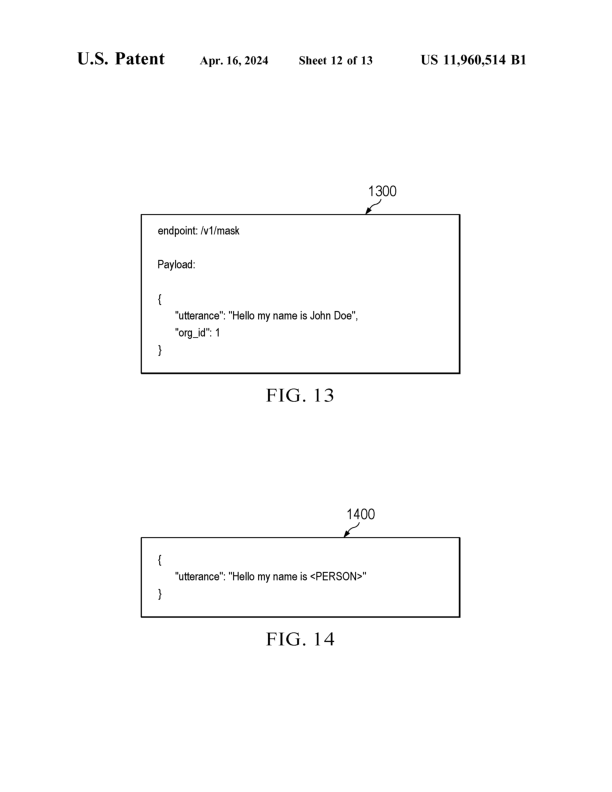 U.S. Patent Apr. 16, 2024 Sheet 12 of 13 US 11,960,514 B1
1300
endpoint: /v1/mask
Payload:
{
"utterance": "Hello my name is John Doe",
"org_id": 1
}
FIG. 13
1400
{
"utterance": "Hello my name is <PERSON>"
}
FIG. 14